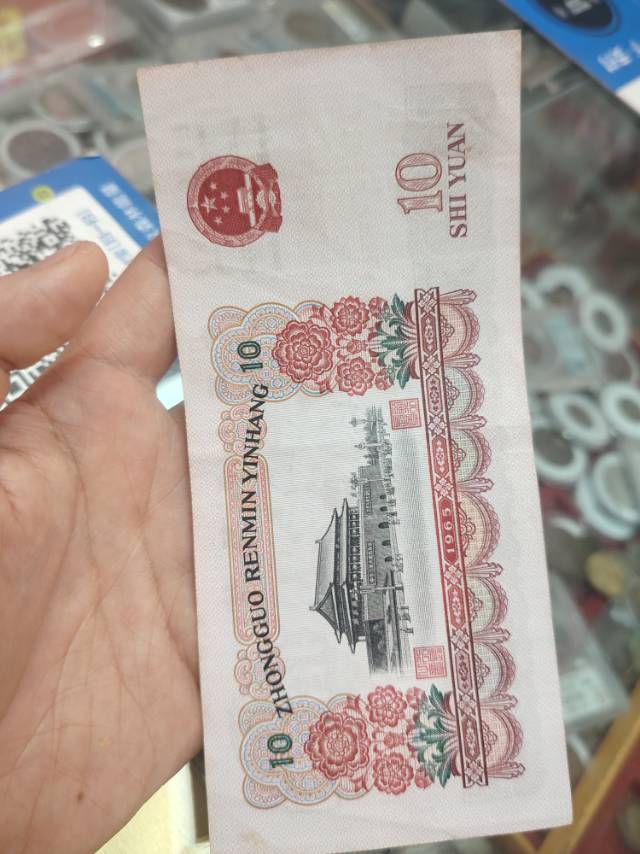 10
SHI YUAN
10 ZHONGGUO RENMIN YINHANG 10
1965